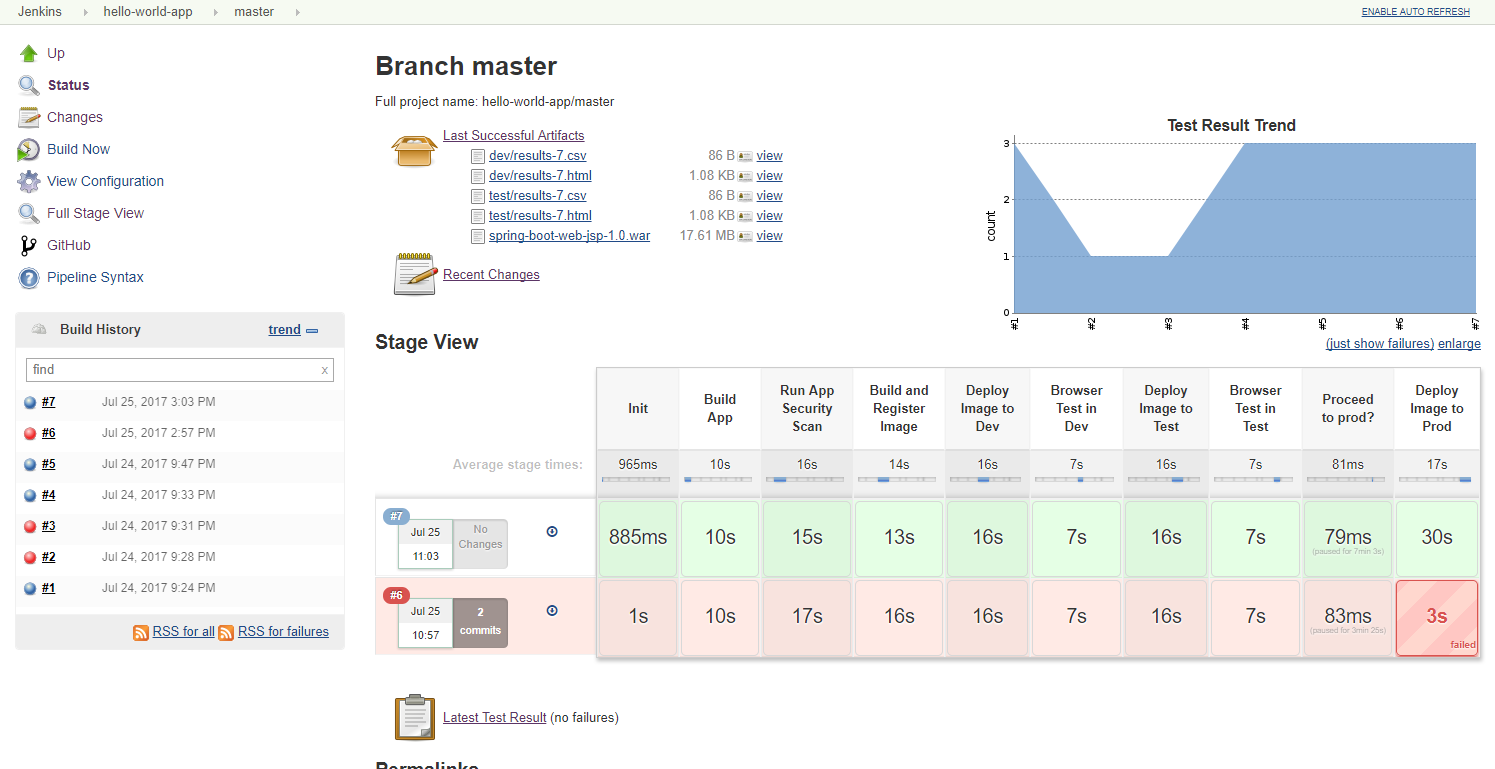 Jenkins hello-world-app master ENABLE AUTO REFRESH
Up
Status
Changes
Build Now
View Configuration
Full Stage View
GitHub
Pipeline Syntax
Build History trend
find x
#7 Jul 25, 2017 3:03 PM
#6 Jul 25, 2017 2:57 PM
#5 Jul 24, 2017 9:47 PM
#4 Jul 24, 2017 9:33 PM
#3 Jul 24, 2017 9:31 PM
#2 Jul 24, 2017 9:28 PM
#1 Jul 24, 2017 9:24 PM
RSS for all RSS for failures
Branch master
Full project name: hello-world-app/master
Last Successful Artifacts
dev/results-7.csv 86 B view
dev/results-7.html 1.08 KB view
test/results-7.csv 86 B view
test/results-7.html 1.08 KB view
spring-boot-web-jsp-1.0.war 17.61 MB view
Recent Changes
Test Result Trend
count
3
2
1
0
#1 #2 #3 #4 #5 #6 #7
(just show failures) enlarge
Stage View
Init
Build
App
Run App
Security
Scan
Build and
Register
Image
Deploy
Image to
Dev
Browser
Test in
Dev
Deploy
Image to
Test
Browser
Test in
Test
Proceed
to prod?
Deploy
Image to
Prod
Average stage times: 965ms 10s 16s 14s 16s 7s 16s 7s 81ms 17s
#7
Jul 25
11:03
No
Changes
885ms 10s 15s 13s 16s 7s 16s 7s 79ms 30s
(paused for 7min 3s)
#6
Jul 25
10:57
2
commits
1s 10s 17s 16s 16s 7s 16s 7s 83ms 3s
(paused for 3min 25s)
failed
Latest Test Result (no failures)
Permalinks